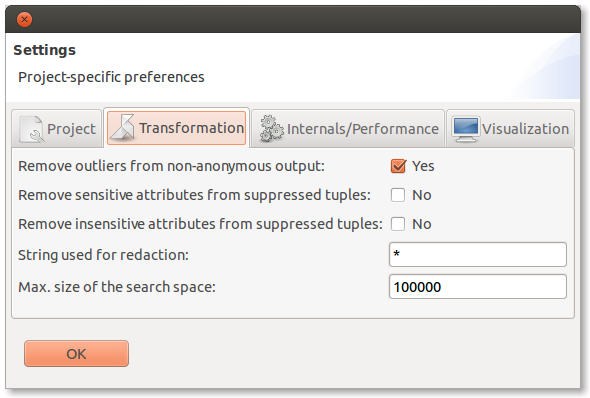 Settings
Project-specific preferences
Project Transformation Internals/Performance Visualization
Remove outliers from non-anonymous output: Yes
Remove sensitive attributes from suppressed tuples: No
Remove insensitive attributes from suppressed tuples: No
String used for redaction: *
Max. size of the search space: 100000
OK